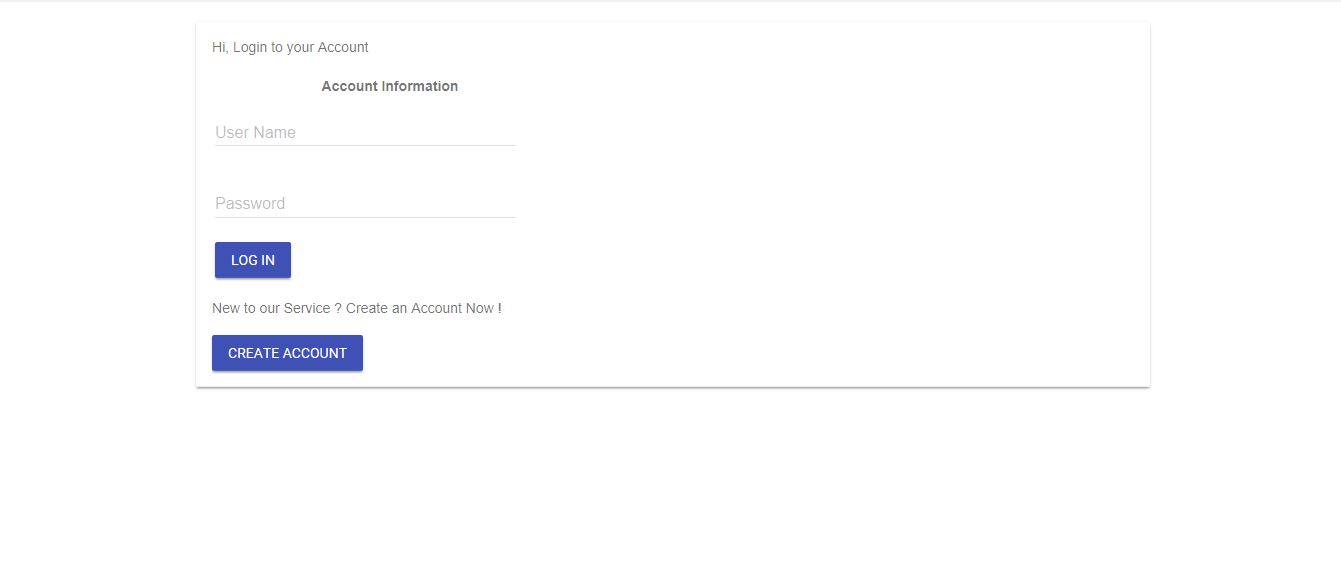 Hi, Login to your Account
Account Information
User Name
Password
LOG IN
New to our Service ? Create an Account Now !
CREATE ACCOUNT